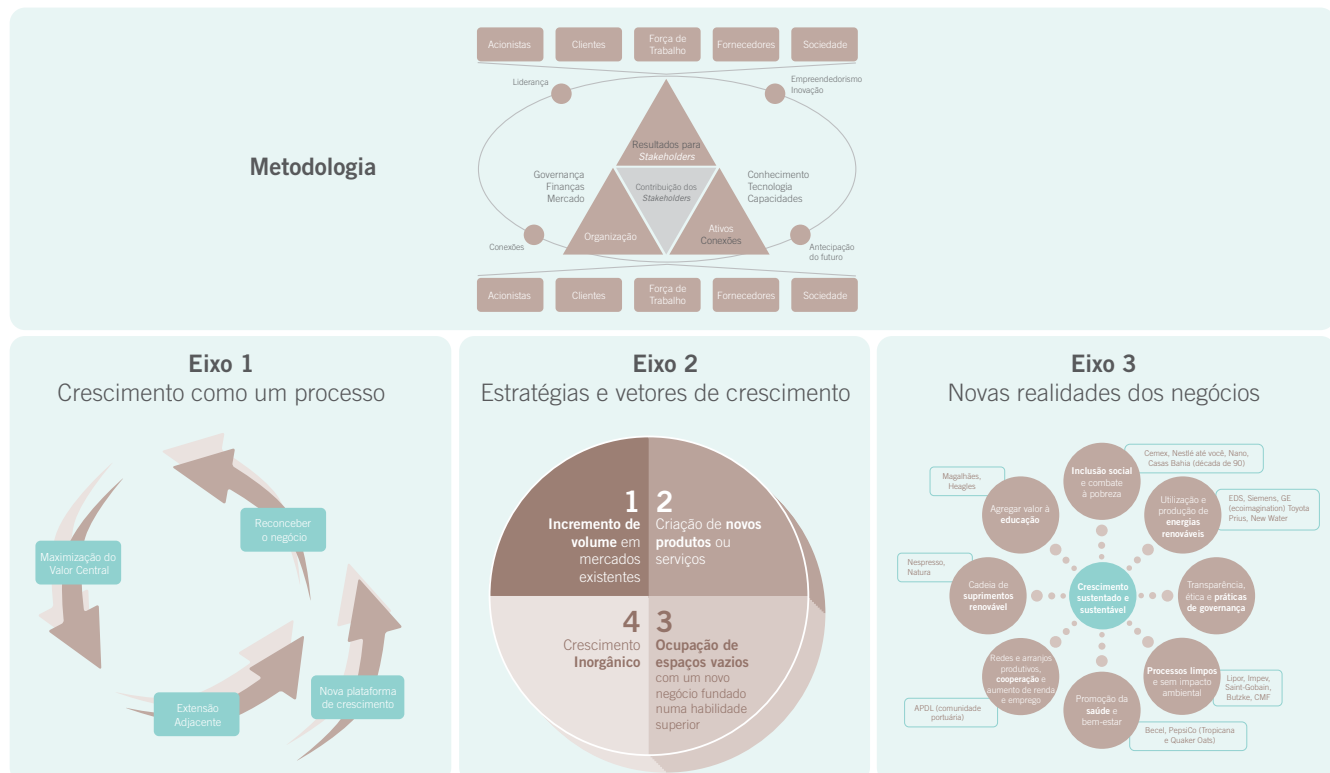 Metodologia
Acionistas
Clientes
Força de
Trabalho
Fornecedores
Sociedade
Liderança
Empreendedorismo
Inovação
Resultados para
Stakeholders
Governança
Finanças
Mercado
Contribuição dos
Stakeholders
Conhecimento
Tecnologia
Capacidades
Organização
Ativos
Conexões
Conexões
Antecipação
do futuro
Acionistas
Clientes
Força de
Trabalho
Fornecedores
Sociedade
Eixo 1
Crescimento como um processo
Reconceber
o negócio
Maximização do
Valor Central
Extensão
Adjacente
Nova plataforma
de crescimento
Eixo 2
Estratégias e vetores de crescimento
1
Incremento de
volume em
mercados
existentes
2
Criação de novos
produtos ou
serviços
4
Crescimento
Inorgânico
3
Ocupação de
espaços vazios
com um novo
negócio fundado
numa habilidade
superior
Eixo 3
Novas realidades dos negócios
Inclusão social
e combate
à pobreza
Cemex, Nestlé até você, Nano,
Casas Bahia (década de 90)
Magalhães,
Heagles
Agregar valor à
educação
Utilização e
produção de
energias
renováveis
EDS, Siemens, GE
(ecoimagination) Toyota
Prius, New Water
Nespresso,
Natura
Cadeia de
suprimentos
renovável
Crescimento
sustentado e
sustentável
Transparência,
ética e práticas
de governança
Redes e arranjos
produtivos,
cooperação e
aumento de renda
e emprego
APDL (comunidade
portuária)
Promoção da
saúde e
bem-estar
Becel, PepsiCo (Tropicana
e Quaker Oats)
Processos limpos
e sem impacto
ambiental
Lipor, Impev,
Saint-Gobain,
Butzke, CMF